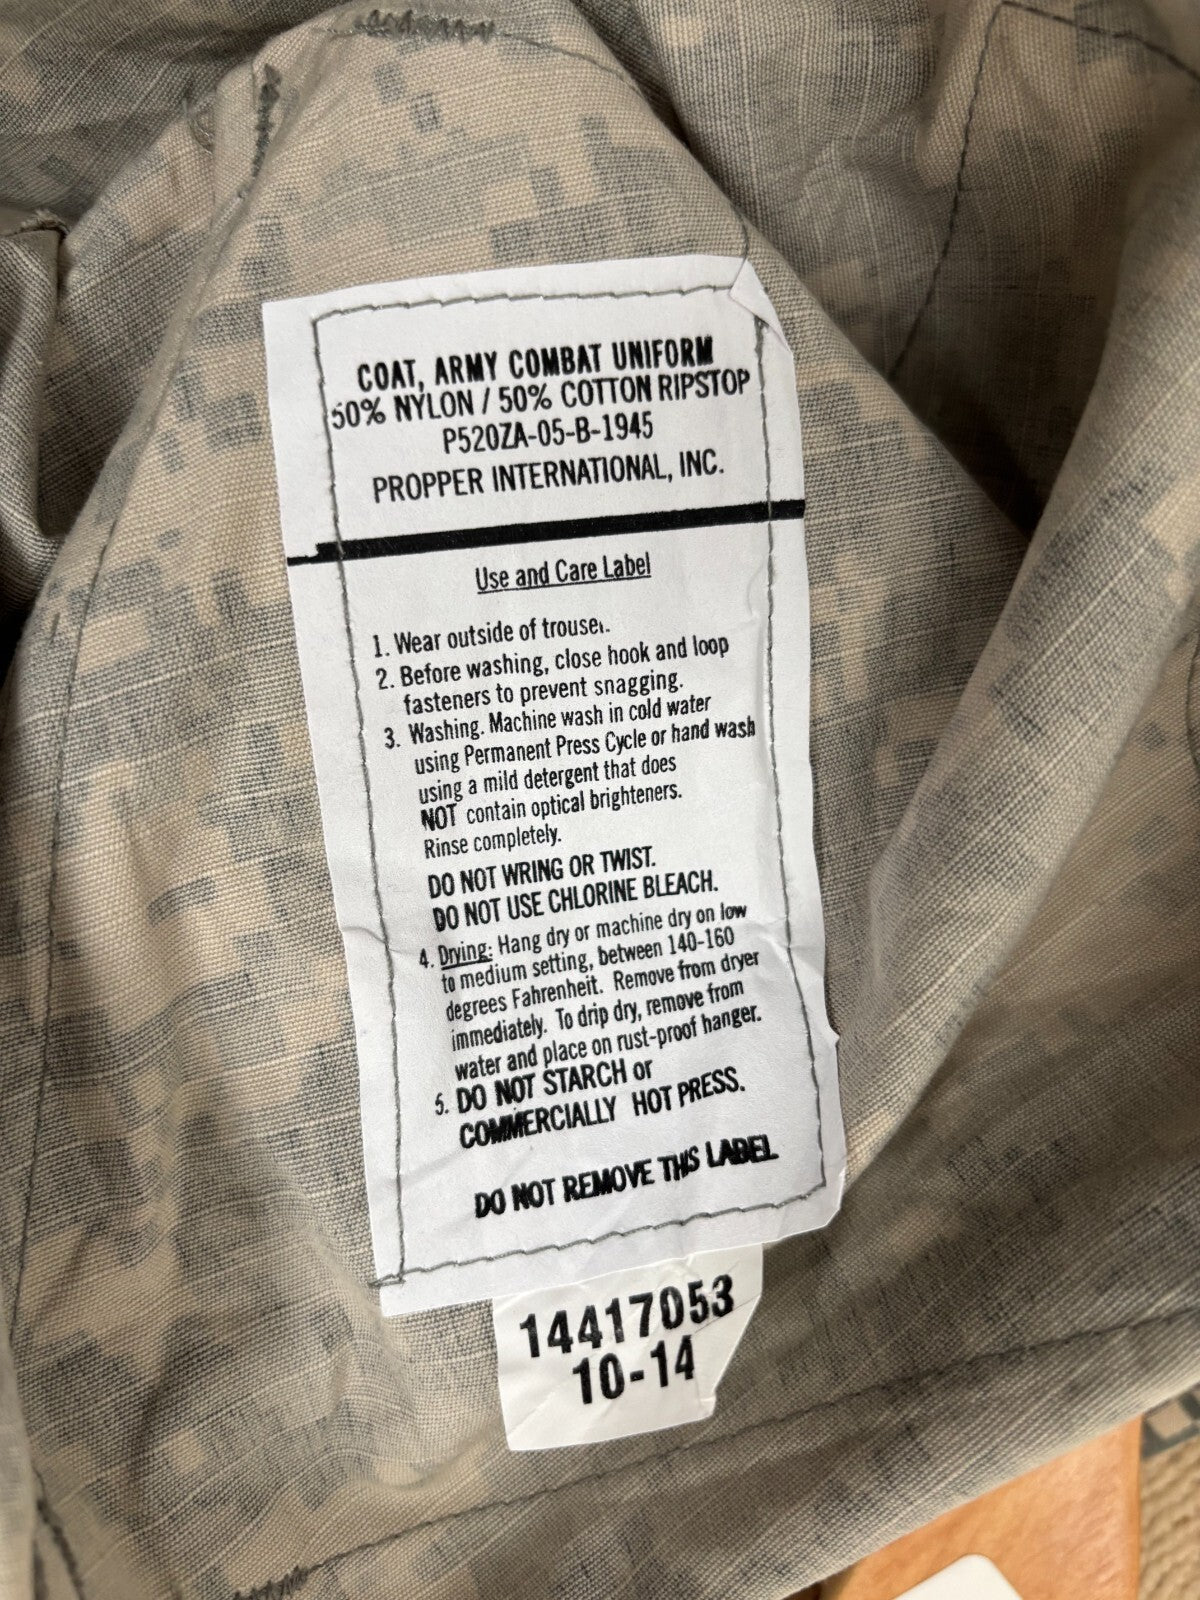 COAT, ARMY COMBAT UNIFORM
50% NYLON / 50% COTTON RIPSTOP
P520ZA-05-B-1945
PROPPER INTERNATIONAL, INC.
Use and Care Label
1. Wear outside of trouser.
2. Before washing, close hook and loop
fasteners to prevent snagging.
3. Washing. Machine wash in cold water
using Permanent Press Cycle or hand wash
using a mild detergent that does
NOT contain optical brighteners.
Rinse completely.
DO NOT WRING OR TWIST.
DO NOT USE CHLORINE BLEACH.
4. Drying: Hang dry or machine dry on low
to medium setting, between 140-160
degrees Fahrenheit. Remove from dryer
immediately. To drip dry, remove from
water and place on rust-proof hanger.
5. DO NOT STARCH or
COMMERCIALLY HOT PRESS.
DO NOT REMOVE THIS LABEL
14417053
10-14